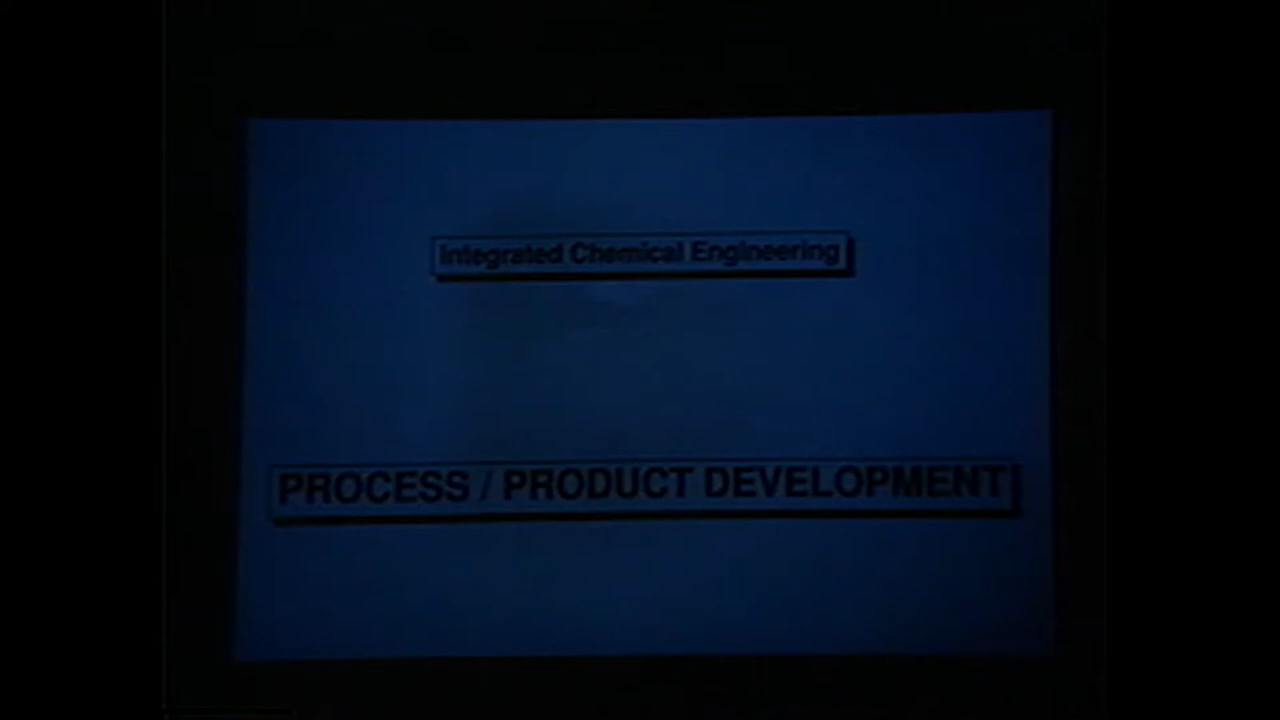 Integrated Chemical Engineering
PROCESS / PRODUCT DEVELOPMENT